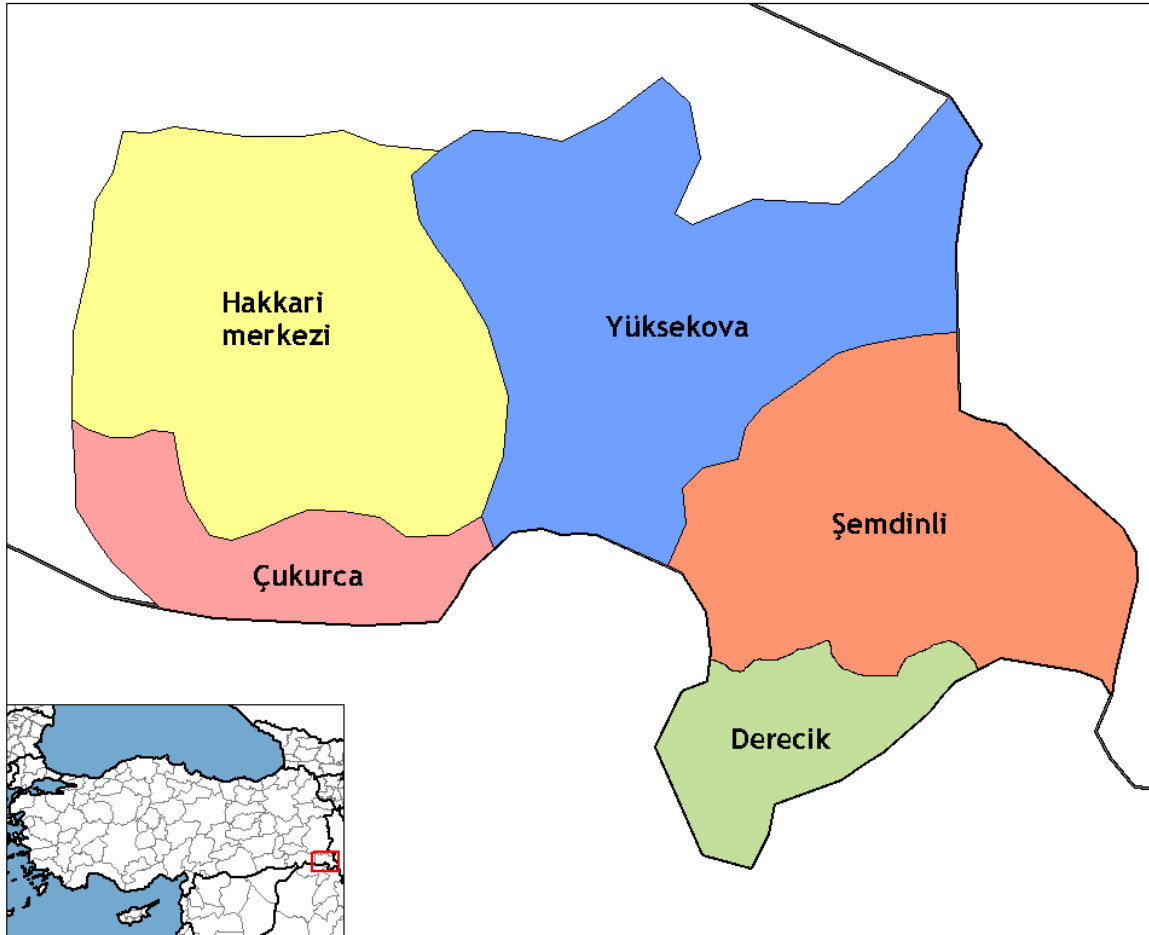 Hakkari
merkezi
Yüksekova
Şemdinli
Çukurca
Derecik